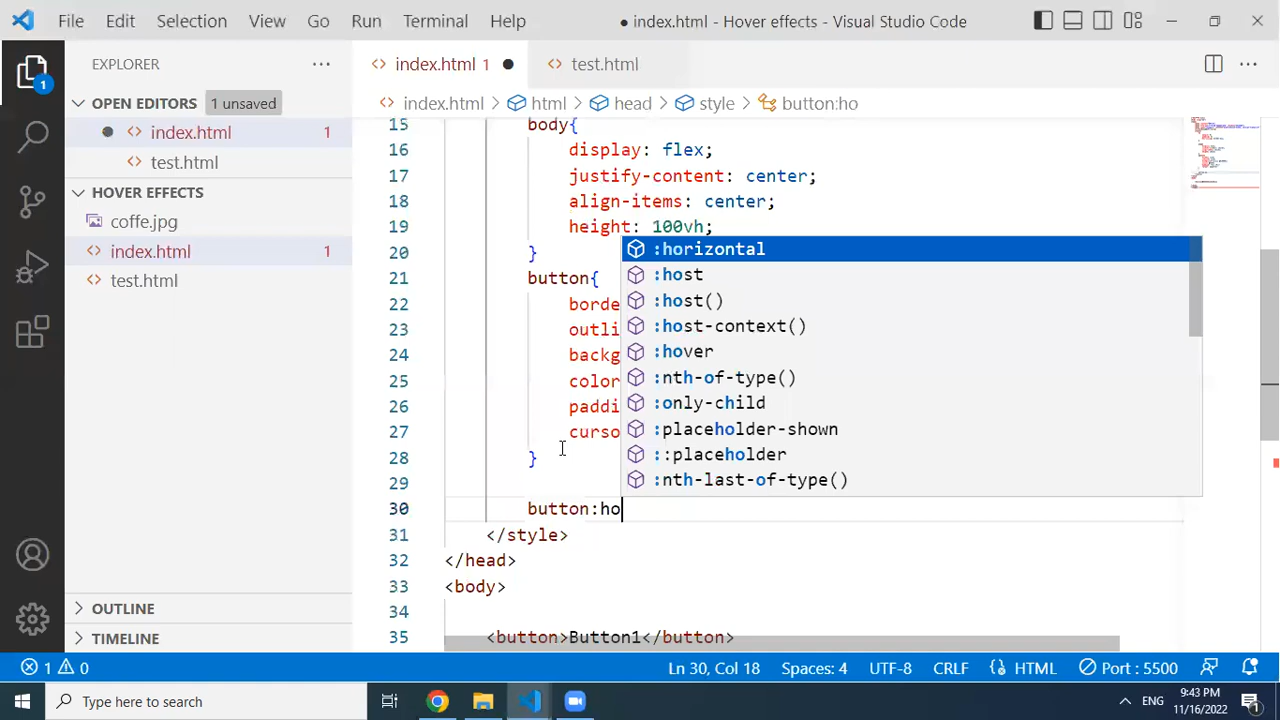 File Edit Selection View Go Run Terminal Help ● index.html - Hover effects - Visual Studio Code
EXPLORER ...
index.html 1 ●
test.html
OPEN EDITORS 1 unsaved
index.html > html > head > style > button:ho
● index.html 1
test.html
HOVER EFFECTS
coffe.jpg
index.html 1
test.html
OUTLINE
TIMELINE
1
15 body{
16 display: flex;
17 justify-content: center;
18 align-items: center;
19 height: 100vh;
20 }
21 button{
22 borde
23 outli
24 backg
25 color
26 paddi
27 curso
28 }
29
30 button:ho
31 </style>
32 </head>
33 <body>
34
35 <button>Button1</button>
:horizontal
:host
:host()
:host-context()
:hover
:nth-of-type()
:only-child
:placeholder-shown
::placeholder
:nth-last-of-type()
1 0 Ln 30, Col 18 Spaces: 4 UTF-8 CRLF HTML Port : 5500
Type here to search
ENG
9:43 PM
11/16/2022
1